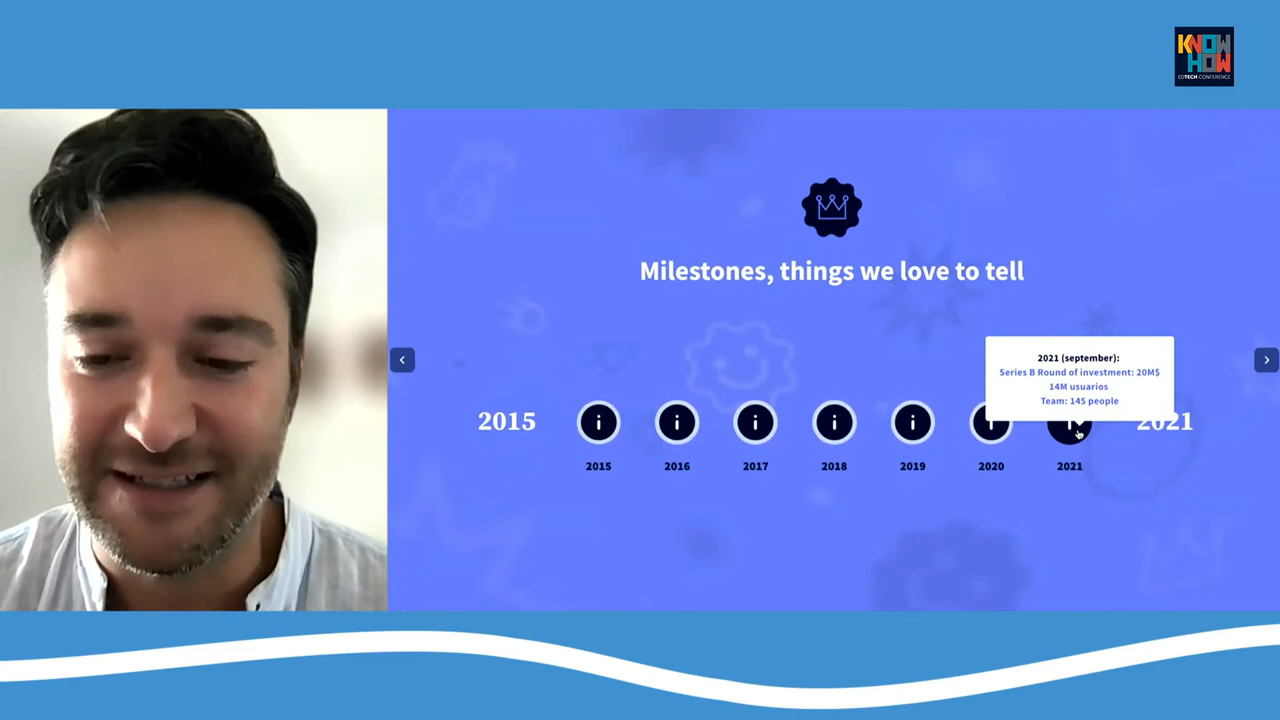 KNOW
HOW
EDTECH CONFERENCE
Milestones, things we love to tell
2021 (september):
Series B Round of investment: 20M$
14M usuarios
Team: 145 people
2015
2021
2015
2016
2017
2018
2019
2020
2021